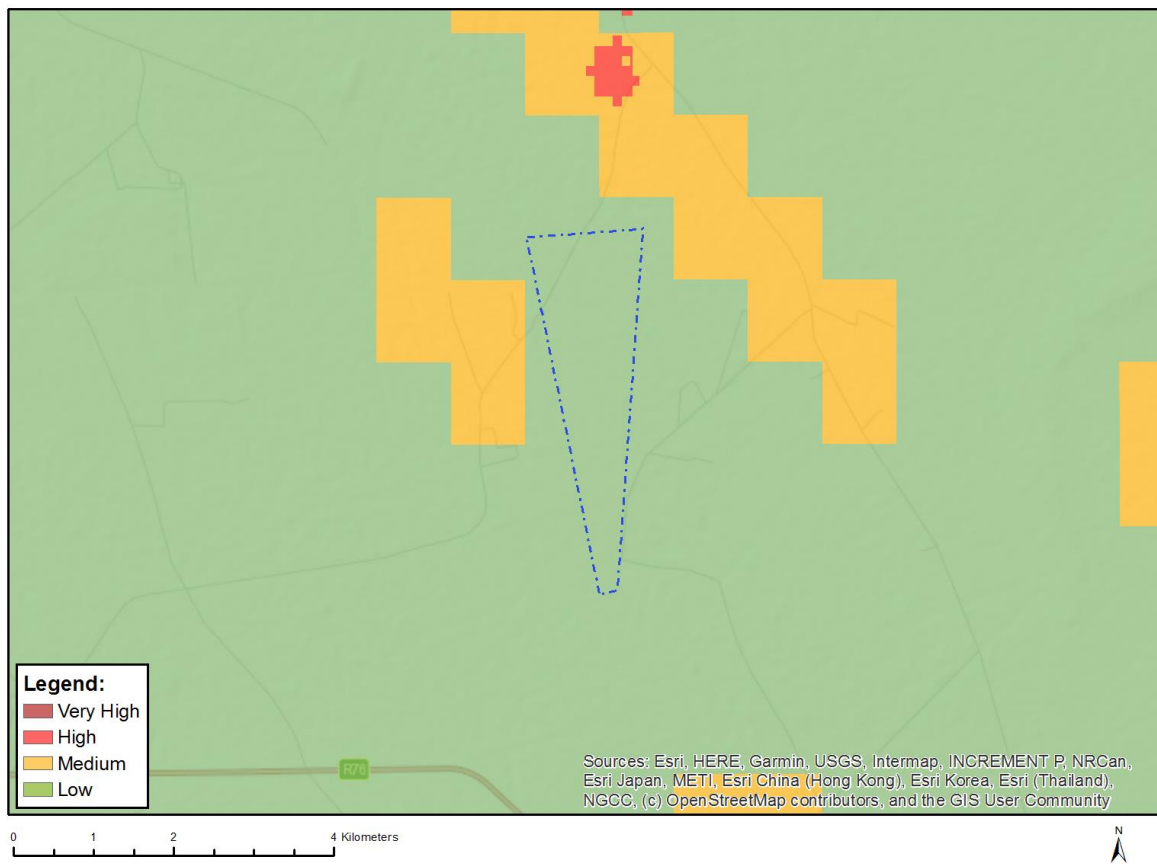 Legend:
Very High
High
Medium
Low
R76
Sources: Esri, HERE, Garmin, USGS, Intermap, INCREMENT P, NRCan,
Esri Japan, METI, Esri China (Hong Kong), Esri Korea, Esri (Thailand),
NGCC, (c) OpenStreetMap contributors, and the GIS User Community
0 1 2 4 Kilometers
N